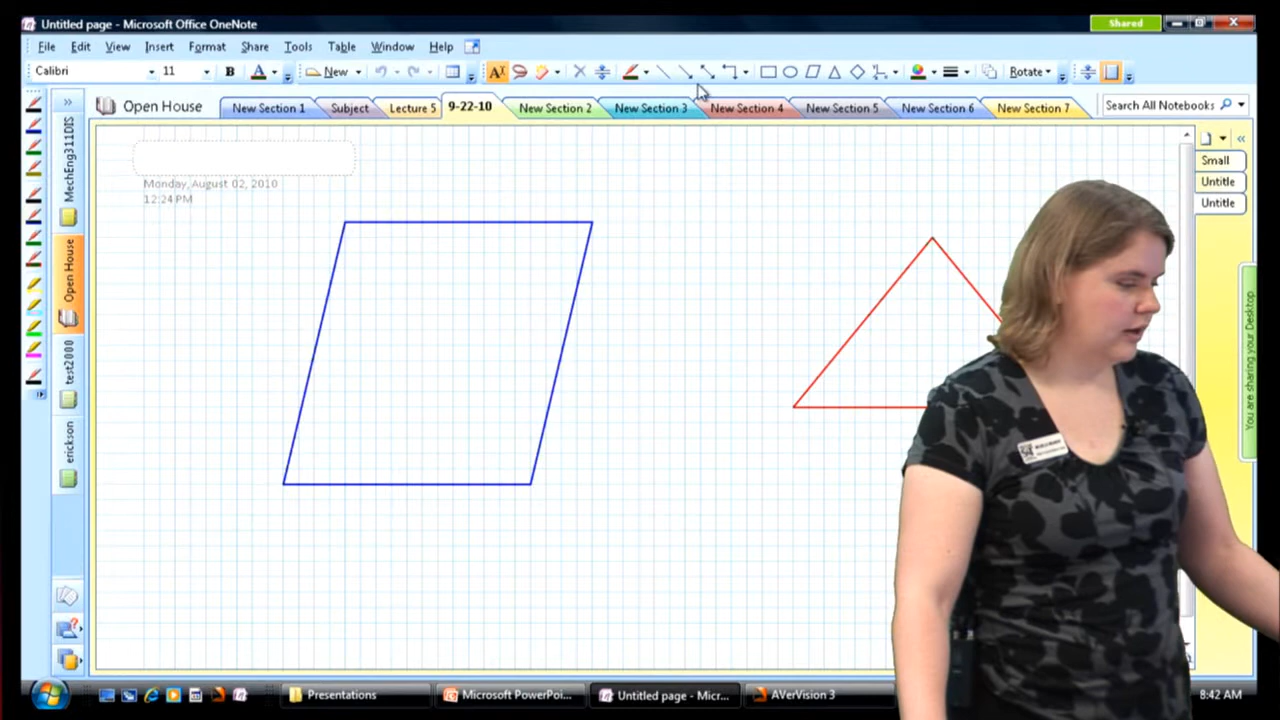 Untitled page - Microsoft Office OneNote
Shared
File Edit View Insert Format Share Tools Table Window Help
Calibri 11 B A New Rotate
Open House New Section 1 Subject Lecture 5 9-22-10 New Section 2 New Section 3 New Section 4 New Section 5 New Section 6 New Section 7 Search All Notebooks
MechEng311DIS
Open House
test2000
erickson
Monday, August 02, 2010
12:24 PM
Small
Untitle
Untitle
You are sharing your Desktop
Presentations Microsoft PowerPoi... Untitled page - Micr... AVerVision 3 8:42 AM